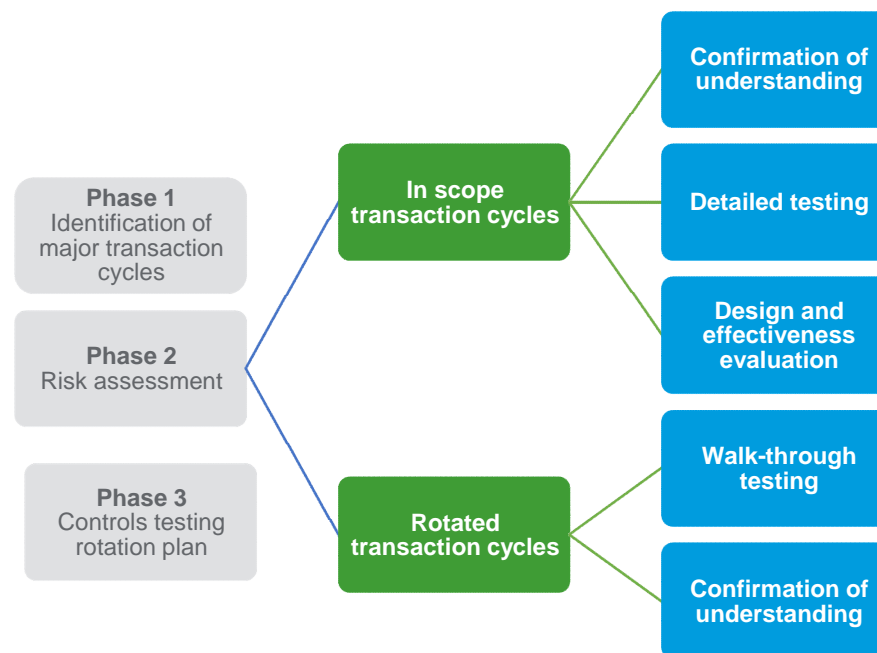 Phase 1
Identification of
major transaction
cycles
Phase 2
Risk assessment
Phase 3
Controls testing
rotation plan
In scope
transaction cycles
Rotated
transaction cycles
Confirmation of
understanding
Detailed testing
Design and
effectiveness
evaluation
Walk-through
testing
Confirmation of
understanding